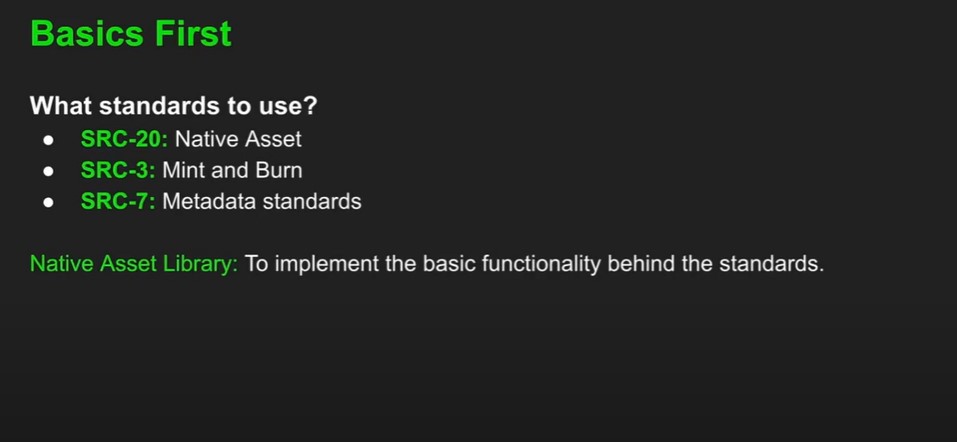 Basics First
What standards to use?
● SRC-20: Native Asset
● SRC-3: Mint and Burn
● SRC-7: Metadata standards
Native Asset Library: To implement the basic functionality behind the standards.